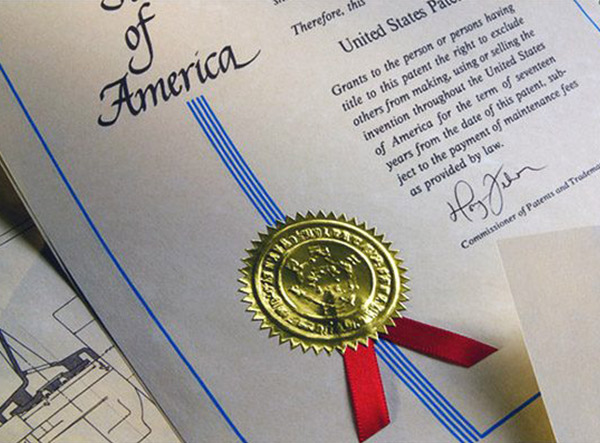 of
America
Therefore, this
United States Pate
Grants to the person or persons having
title to this patent the right to exclude
others from making, using or selling the
invention throughout the United States
of America for the term of seventeen
years from the date of this patent, sub-
ject to the payment of maintenance fees
as provided by law.
Commissioner of Patents and Tradema